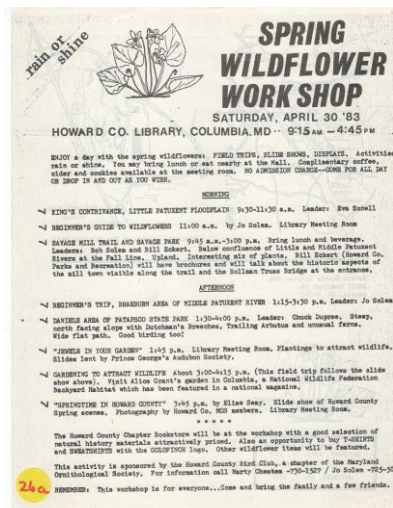 rain or
shine
SPRING
WILDFLOWER
WORKSHOP
SATURDAY, APRIL 30 '83
HOWARD CO. LIBRARY, COLUMBIA.MD -- 9:15 AM - 4:45 PM
ENJOY a day with the spring wildflowers: FIELD TRIPS, SLIDE SHOWS, DISPLAYS. Activities
rain or shine. You may bring lunch or eat nearby at the Mall. Complimentary coffee,
cider and cookies available at the meeting room. NO ADMISSION CHARGE--COME FOR ALL DAY
OR DROP IN AND OUT AS YOU WISH.
MORNING
KING'S CONTRIVANCE, LITTLE PATUXENT FLOODPLAIN 9:30-11:30 a.m. Leader: Eva Sunell
BEGINNER'S GUIDE TO WILDFLOWERS 11:00 a.m. by Jo Solem. Library Meeting Room
SAVAGE MILL TRAIL AND SAVAGE PARK 9:45 a.m.-3:00 p.m. Bring lunch and beverage.
Leaders: Bob Solem and Bill Eckert. Below confluence of Little and Middle Patuxent
Rivers at the Fall Line. Upland. Interesting mix of plants. Bill Eckert (Howard Co.
Parks and Recreation) will have brochures and will talk about the historic aspects of
the mill town visible along the trail and the Bollman Truss Bridge at the entrance.
AFTERNOON
BEGINNER'S TRIP, BRAEBURN AREA OF MIDDLE PATUXENT RIVER 1:15-3:30 p.m. Leader: Jo Solem
DANIELS AREA OF PATAPSCO STATE PARK 1:30-4:00 p.m. Leader: Chuck Dupree. Steep,
north facing slope with Dutchman's Breeches, Trailing Arbutus and unusual ferns.
Wide flat path. Good birding too!
"JEWELS IN YOUR GARDEN" 1:45 p.m. Library Meeting Room, Plantings to attract wildlife.
Slides lent by Prince George's Audubon Society.
GARDENING TO ATTRACT WILDLIFE About 3:00-4:15 p.m. (This field trip follows the slide
show above). Visit Alice Grant's garden in Columbia, a National Wildlife Federation
Backyard Habitat which has been featured in a national magazine.
"SPRINGTIME IN HOWARD COUNTY" 3:45 p.m. by Elise Seay. Slide show of Howard County
Spring scenes. Photography by Howard Co. MOS members. Library Meeting Room.
* * * * *
The Howard County Chapter Bookstore will be at the workshop with a good selection of
natural history materials attractively priced. Also an opportunity to buy T-SHIRTS
and SWEATSHIRTS with the GOLDFINCH logo. Other wildflower items will be featured.
This activity is sponsored by the Howard County Bird Club, a chapter of the Maryland
Ornithological Society. For information call Marty Chestem -730-1527 / Jo Solem -725-50
REMEMBER: This workshop is for everyone...Come and bring the family and a few friends.
26a